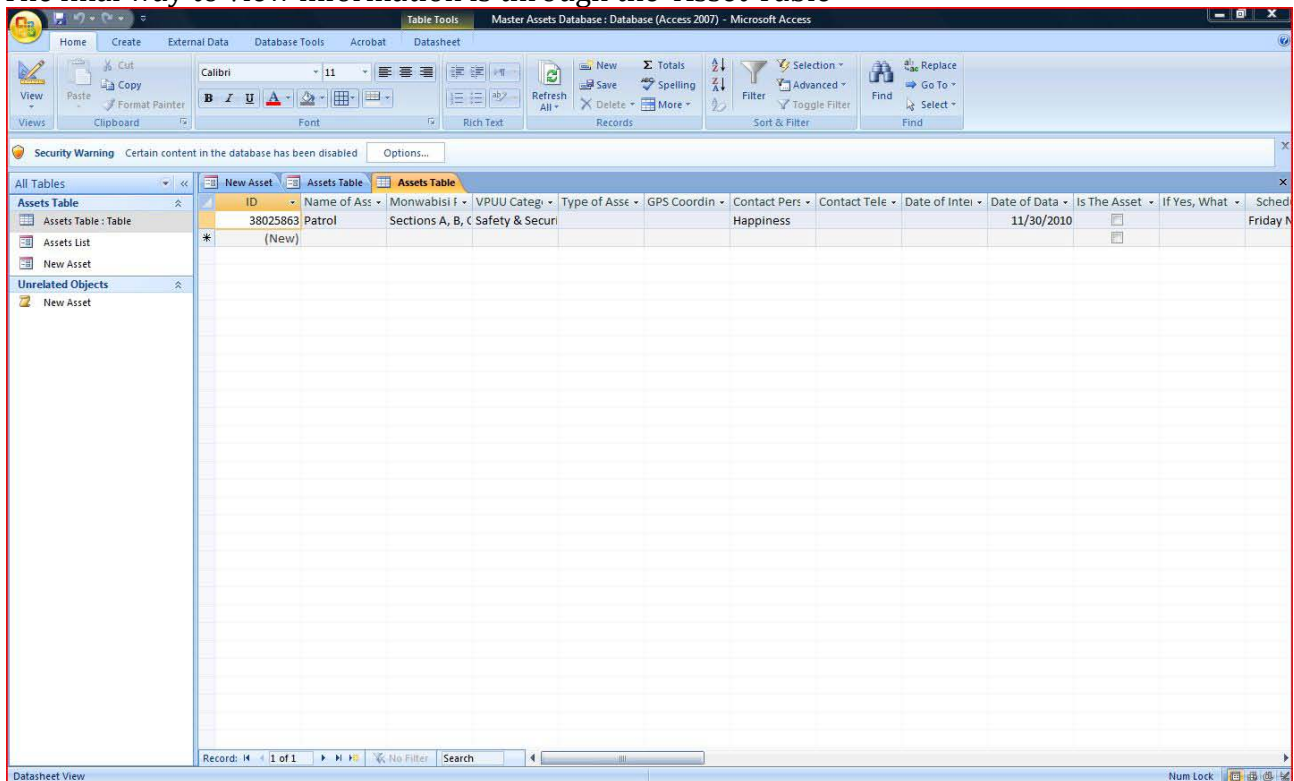 The final way to view information is through the 'Asset Table'
Table Tools Master Assets Database : Database (Access 2007) - Microsoft Access
Home Create External Data Database Tools Acrobat Datasheet
View Paste Cut Copy Format Painter
Calibri 11
B I U A
Refresh All New Save Delete Totals Spelling More
Filter Selection Advanced Toggle Filter
Find Replace Go To Select
Views Clipboard Font Rich Text Records Sort & Filter Find
Security Warning Certain content in the database has been disabled Options...
All Tables New Asset Assets Table Assets Table
Assets Table
Assets Table : Table
Assets List
New Asset
Unrelated Objects
New Asset
ID Name of Ass Monwabisi VPUU Catego Type of Asse GPS Coordin Contact Pers Contact Tele Date of Inter Date of Data Is The Asset If Yes, What Sched
38025863 Patrol Sections A, B, C Safety & Securi Happiness 11/30/2010 Friday N
* (New)
Record: 1 of 1 No Filter Search
Datasheet View Num Lock